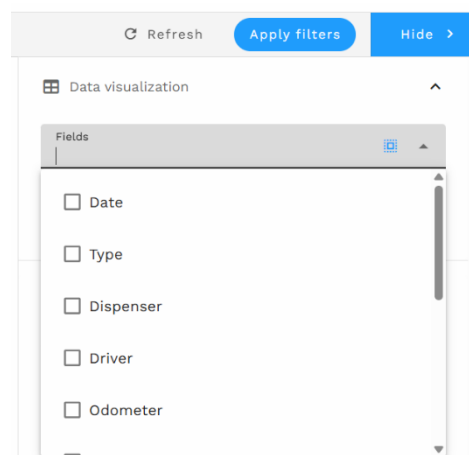 Refresh Apply filters Hide
Data visualization
Fields
Date
Type
Dispenser
Driver
Odometer